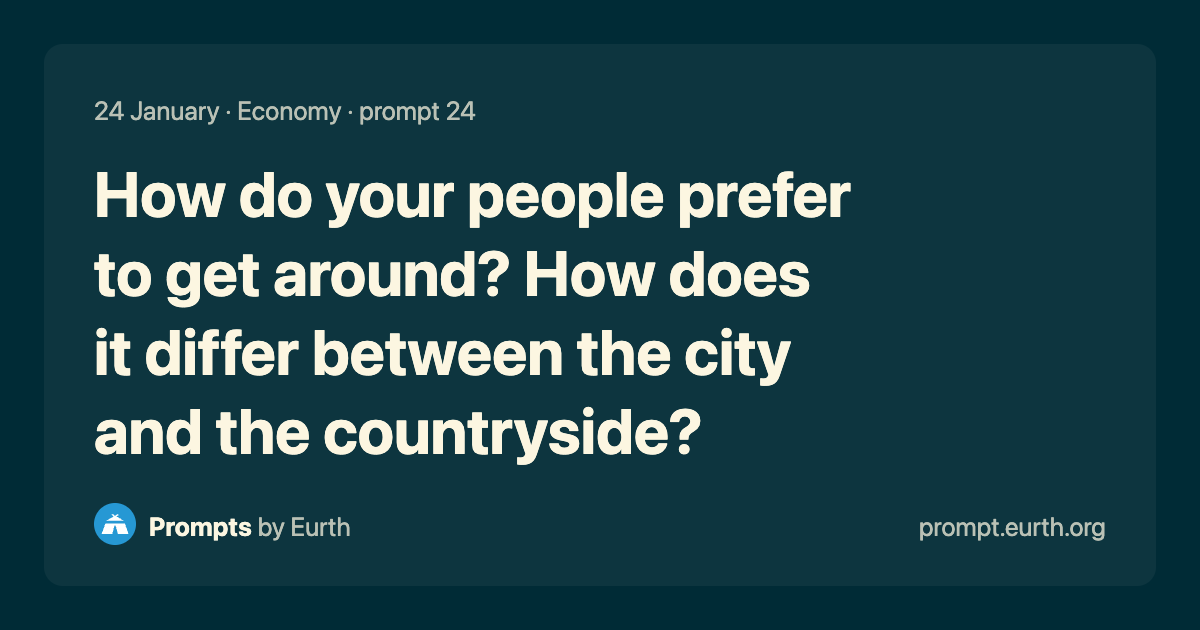 24 January · Economy · prompt 24
How do your people prefer
to get around? How does
it differ between the city
and the countryside?
Prompts by Eurth
prompt.eurth.org